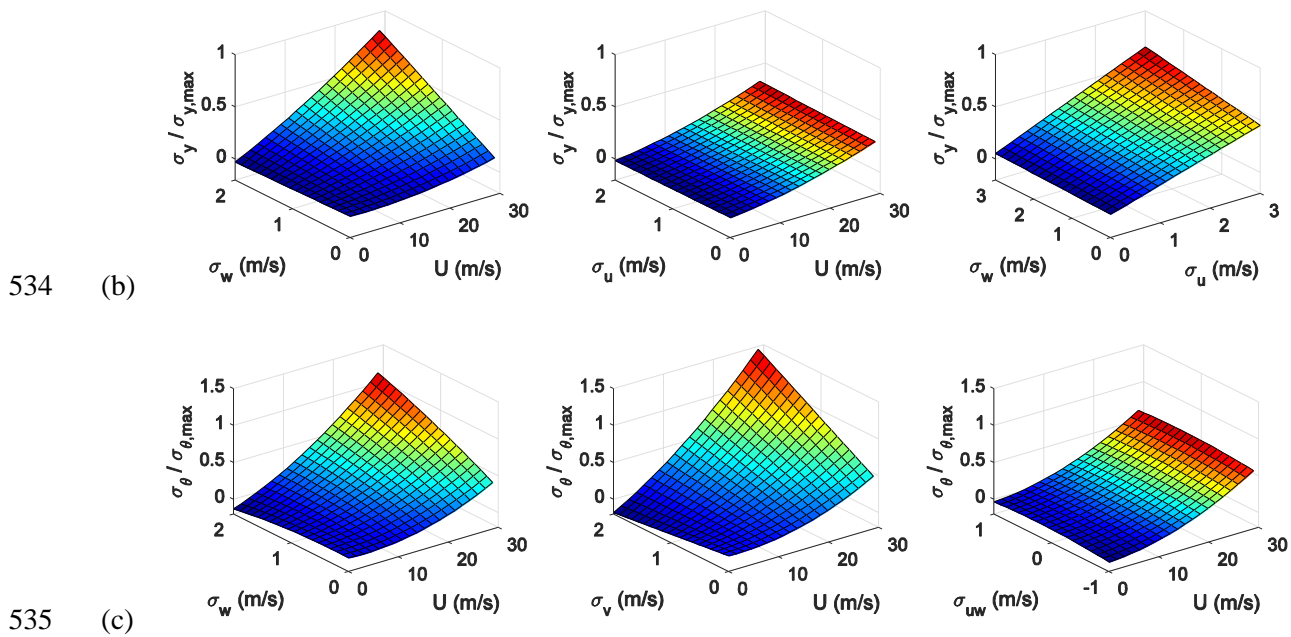 1 1 1
0.5 0.5 0.5
0 0 0
σy / σy,max σy / σy,max σy / σy,max
2 1 0 0 10 20 30 2 1 0 0 10 20 30 3 2 1 0 0 1 2 3
σw (m/s) U (m/s) σu (m/s) U (m/s) σw (m/s) σu (m/s)
534 (b)
1.5 1.5 1.5
1 1 1
0.5 0.5 0.5
0 0 0
σθ / σθ,max σθ / σθ,max σθ / σθ,max
2 1 0 0 10 20 30 2 1 0 0 10 20 30 1 0 -1 0 10 20 30
σw (m/s) U (m/s) σv (m/s) U (m/s) σuw (m/s) U (m/s)
535 (c)